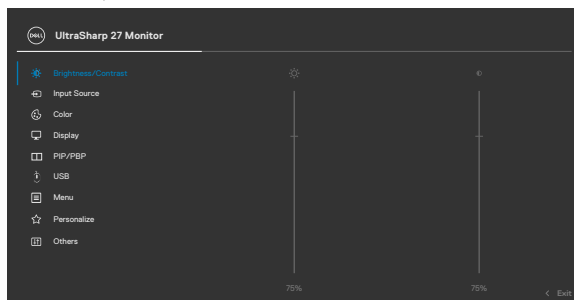 DELL
UltraSharp 27 Monitor
Brightness/Contrast
Input Source
Color
Display
PIP/PBP
USB
Menu
Personalize
Others
75%
75%
< Exit